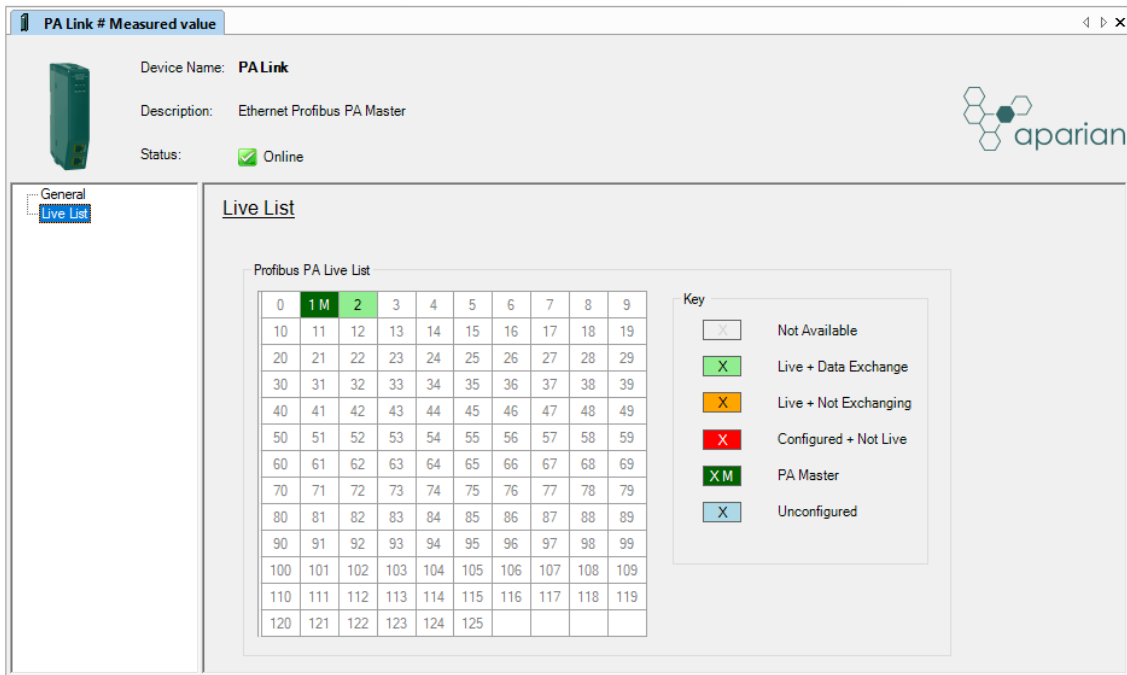 PA Link # Measured value
Device Name: PA Link
Description: Ethernet Profibus PA Master
Status: Online
aparian
General
Live List
Live List
Profibus PA Live List
0 1 M 2 3 4 5 6 7 8 9
10 11 12 13 14 15 16 17 18 19
20 21 22 23 24 25 26 27 28 29
30 31 32 33 34 35 36 37 38 39
40 41 42 43 44 45 46 47 48 49
50 51 52 53 54 55 56 57 58 59
60 61 62 63 64 65 66 67 68 69
70 71 72 73 74 75 76 77 78 79
80 81 82 83 84 85 86 87 88 89
90 91 92 93 94 95 96 97 98 99
100 101 102 103 104 105 106 107 108 109
110 111 112 113 114 115 116 117 118 119
120 121 122 123 124 125
Key
X Not Available
X Live + Data Exchange
X Live + Not Exchanging
X Configured + Not Live
X M PA Master
X Unconfigured